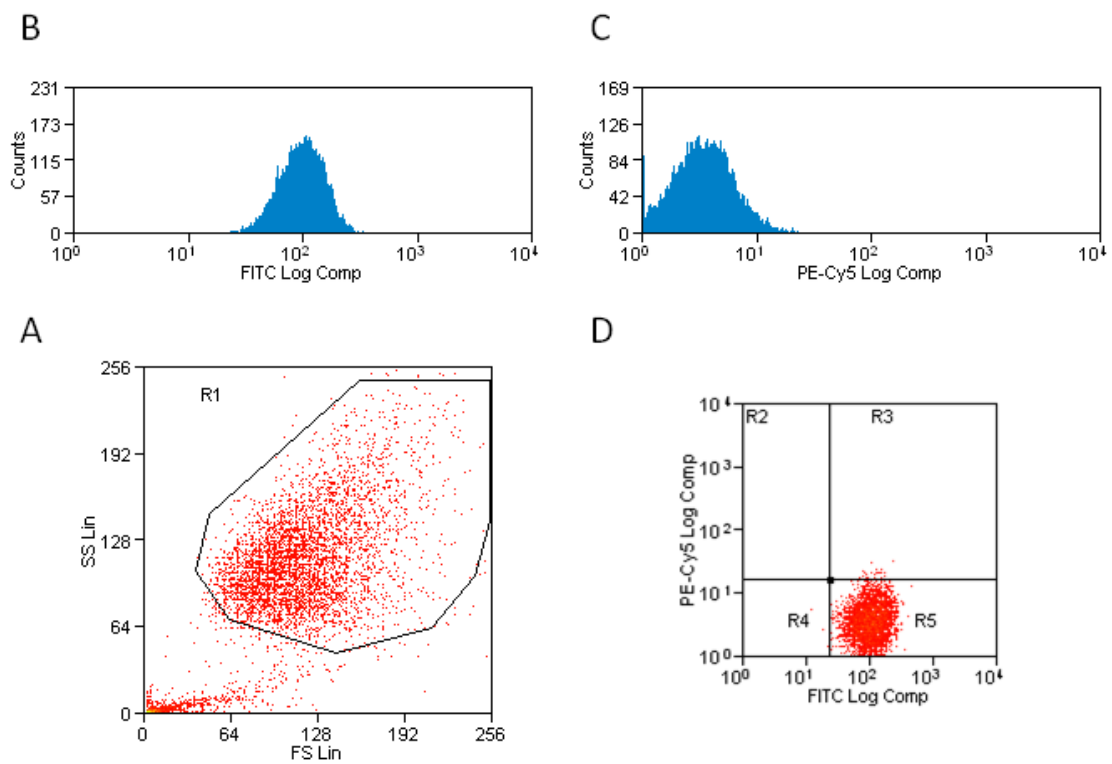 B
231
173
115
57
0
Counts
10⁰ 10¹ 10² 10³ 10⁴
FITC Log Comp
C
169
126
84
42
0
Counts
10⁰ 10¹ 10² 10³ 10⁴
PE-Cy5 Log Comp
A
256
192
128
64
0
SS Lin
R1
0 64 128 192 256
FS Lin
D
10⁴
10³
10²
10¹
10⁰
PE-Cy5 Log Comp
R2 R3
R4 R5
10⁰ 10¹ 10² 10³ 10⁴
FITC Log Comp